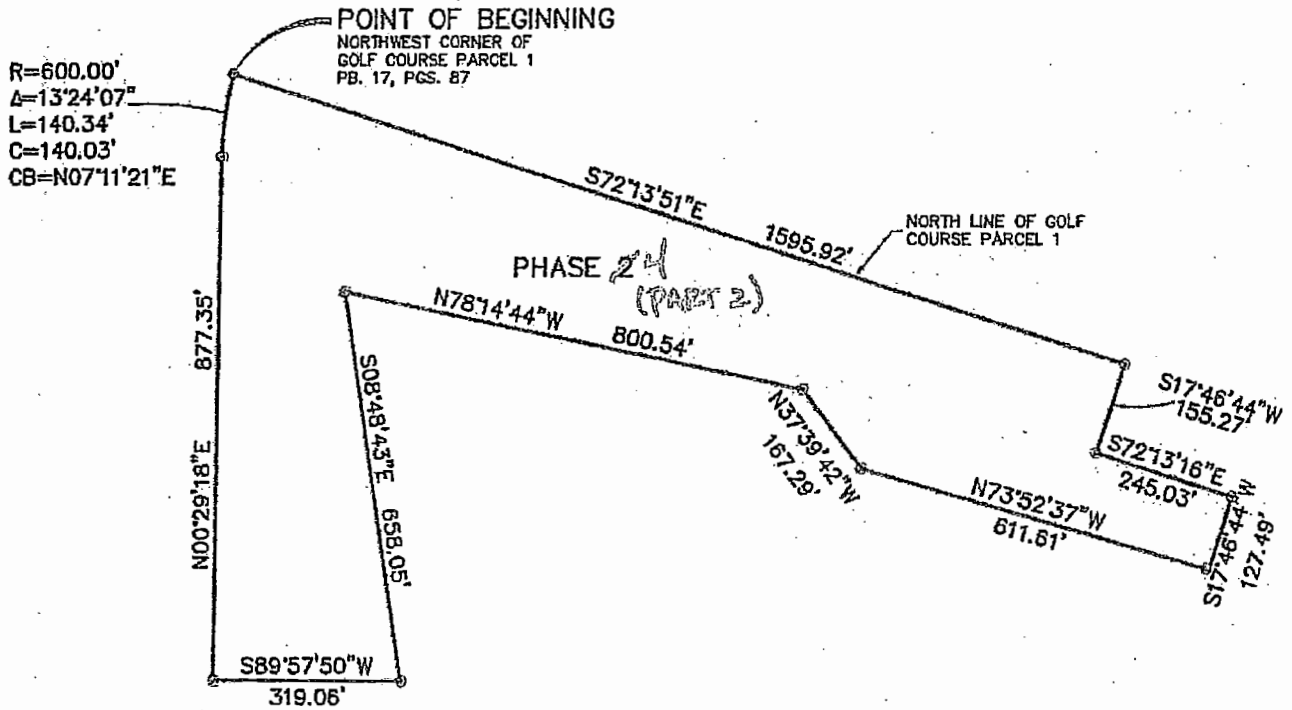 POINT OF BEGINNING
NORTHWEST CORNER OF
GOLF COURSE PARCEL 1
PB. 17, PGS. 87
R=600.00'
Δ=13°24'07"
L=140.34'
C=140.03'
CB=N07°11'21"E
S72°13'51"E
1595.92'
NORTH LINE OF GOLF
COURSE PARCEL 1
PHASE 24
(PART 2)
N78°14'44"W
800.54'
877.35'
N00°29'18"E
S08°48'43"E 658.05'
N37°39'42"W
167.29'
S17°46'44"W
155.27'
S72°13'16"E
245.03'
N73°52'37"W
611.61'
S17°46'44"W
127.49'
S89°57'50"W
319.06'